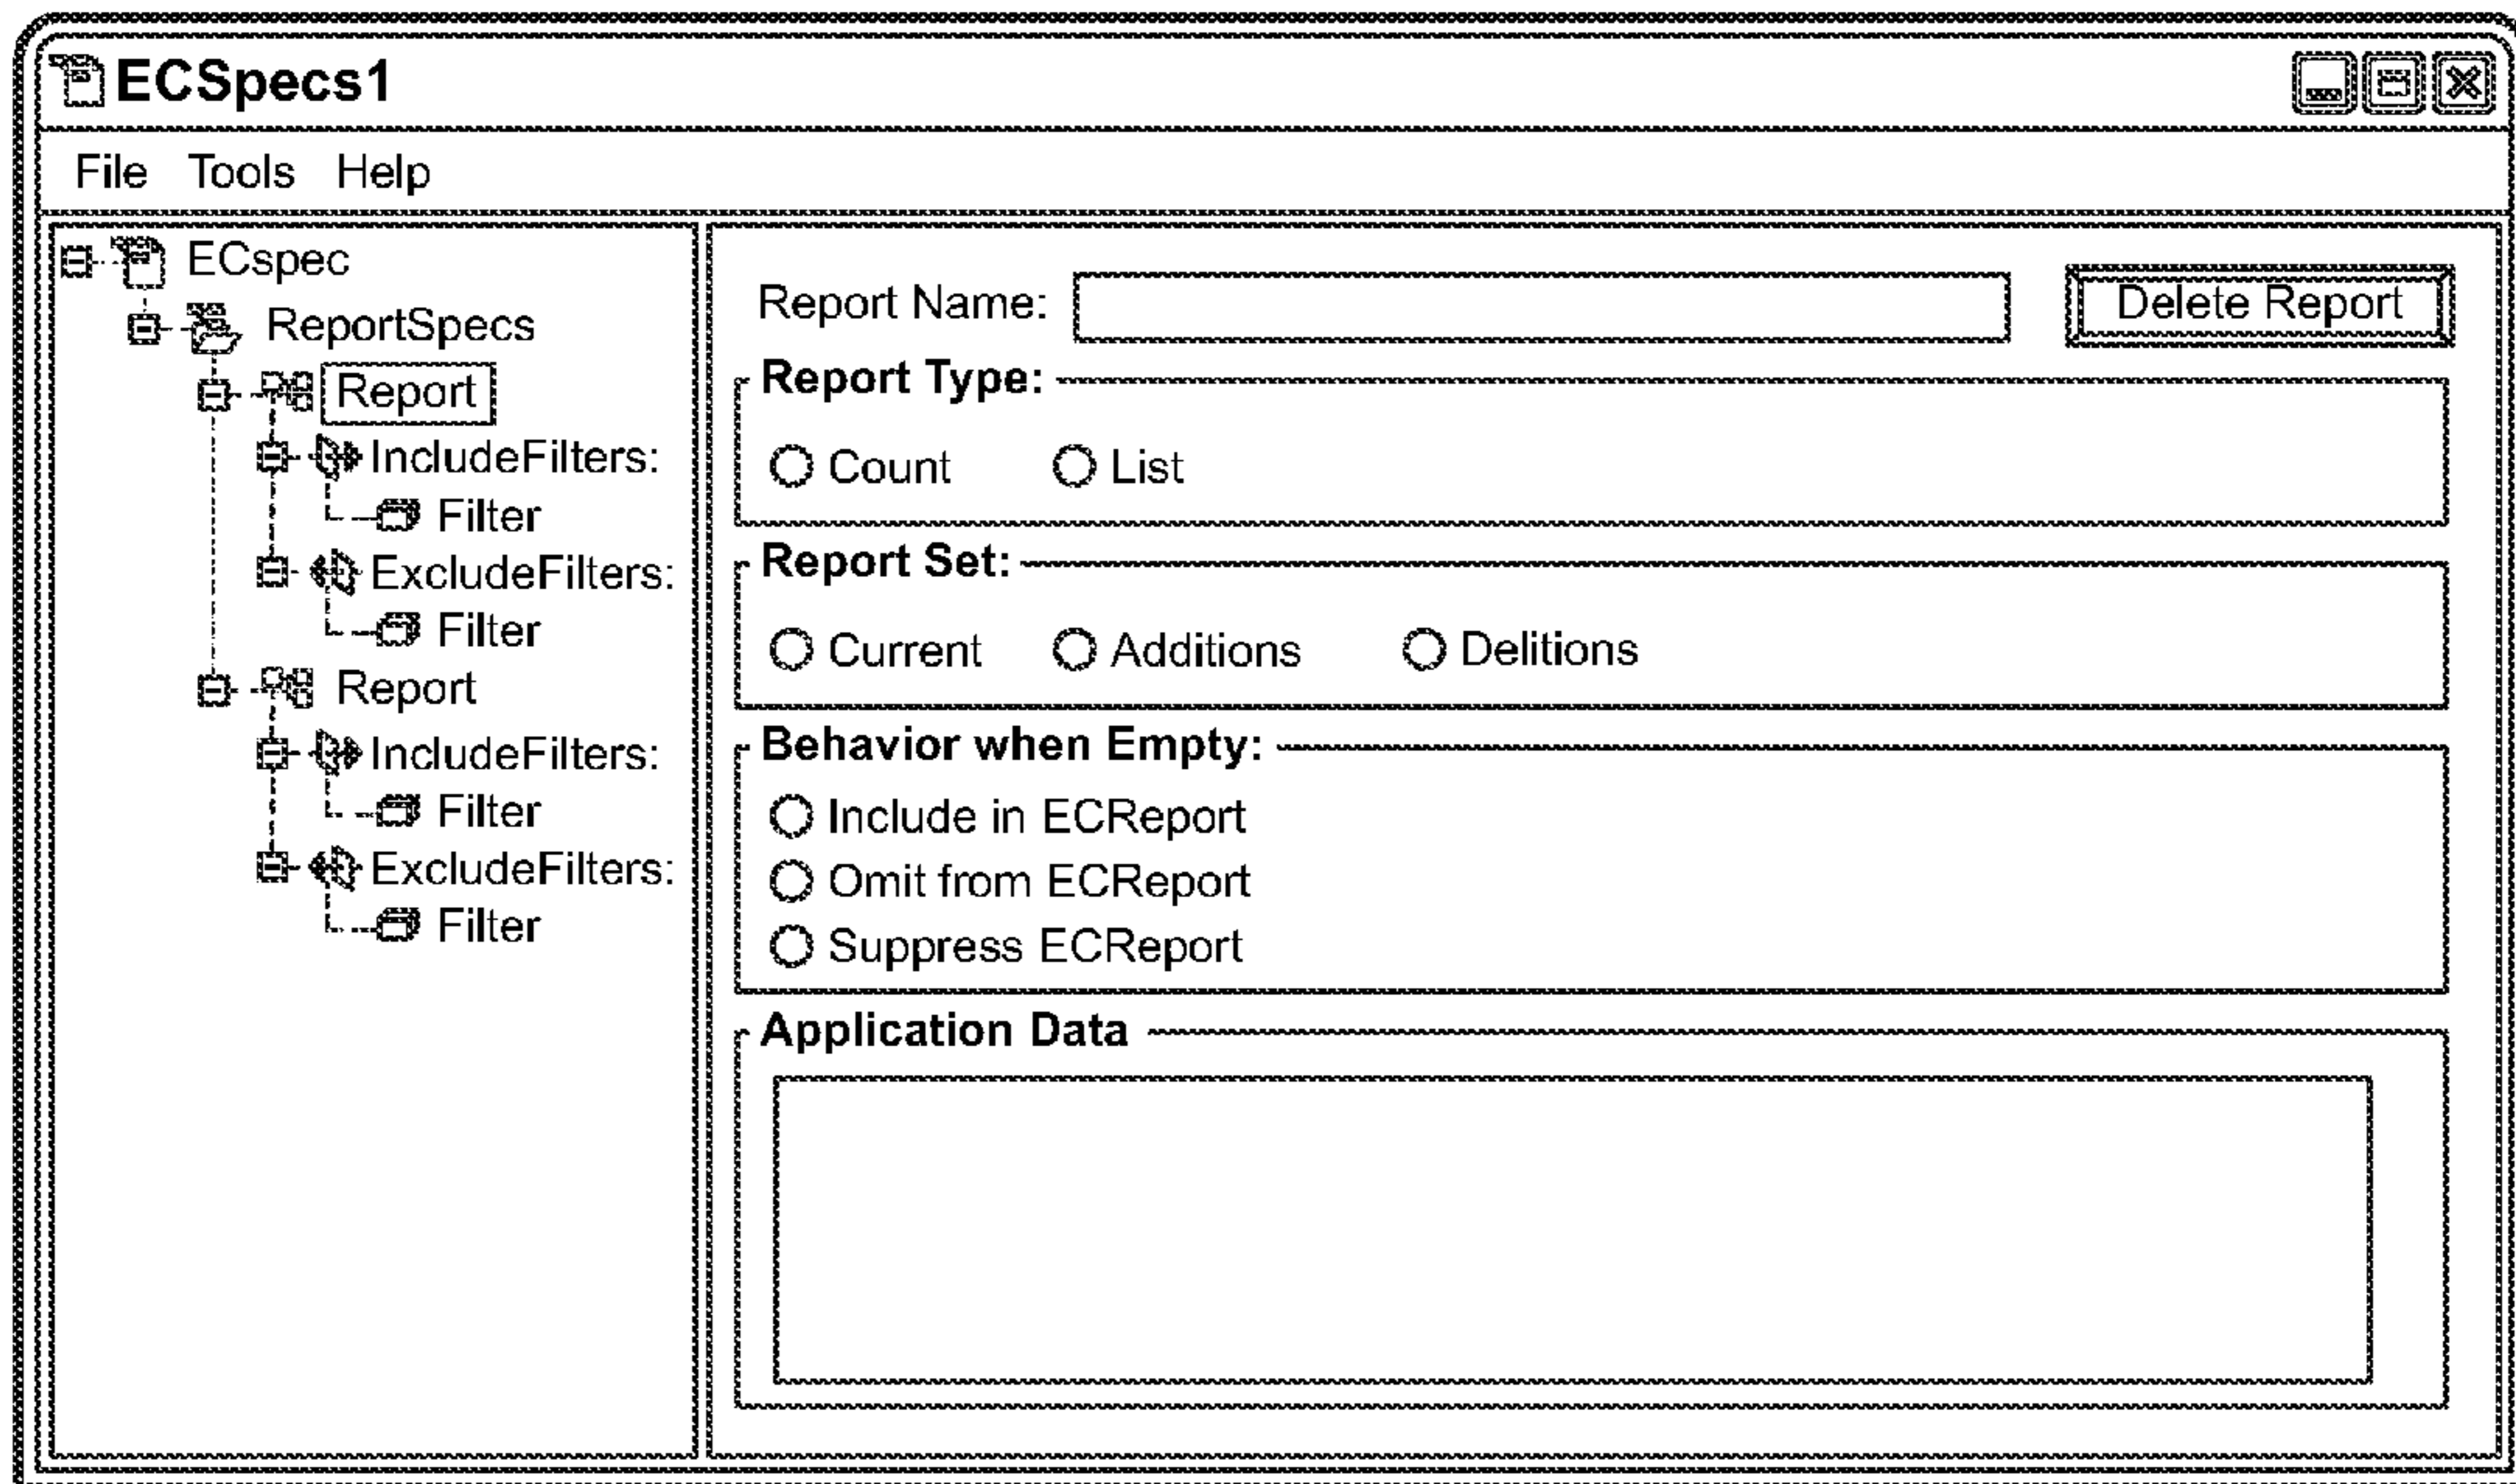 ECSpecs1
File Tools Help
ECspec
ReportSpecs
Report
IncludeFilters:
Filter
ExcludeFilters:
Filter
Report
IncludeFilters:
Filter
ExcludeFilters:
Filter
Report Name: Delete Report
Report Type:
Count List
Report Set:
Current Additions Delitions
Behavior when Empty:
Include in ECReport
Omit from ECReport
Suppress ECReport
Application Data